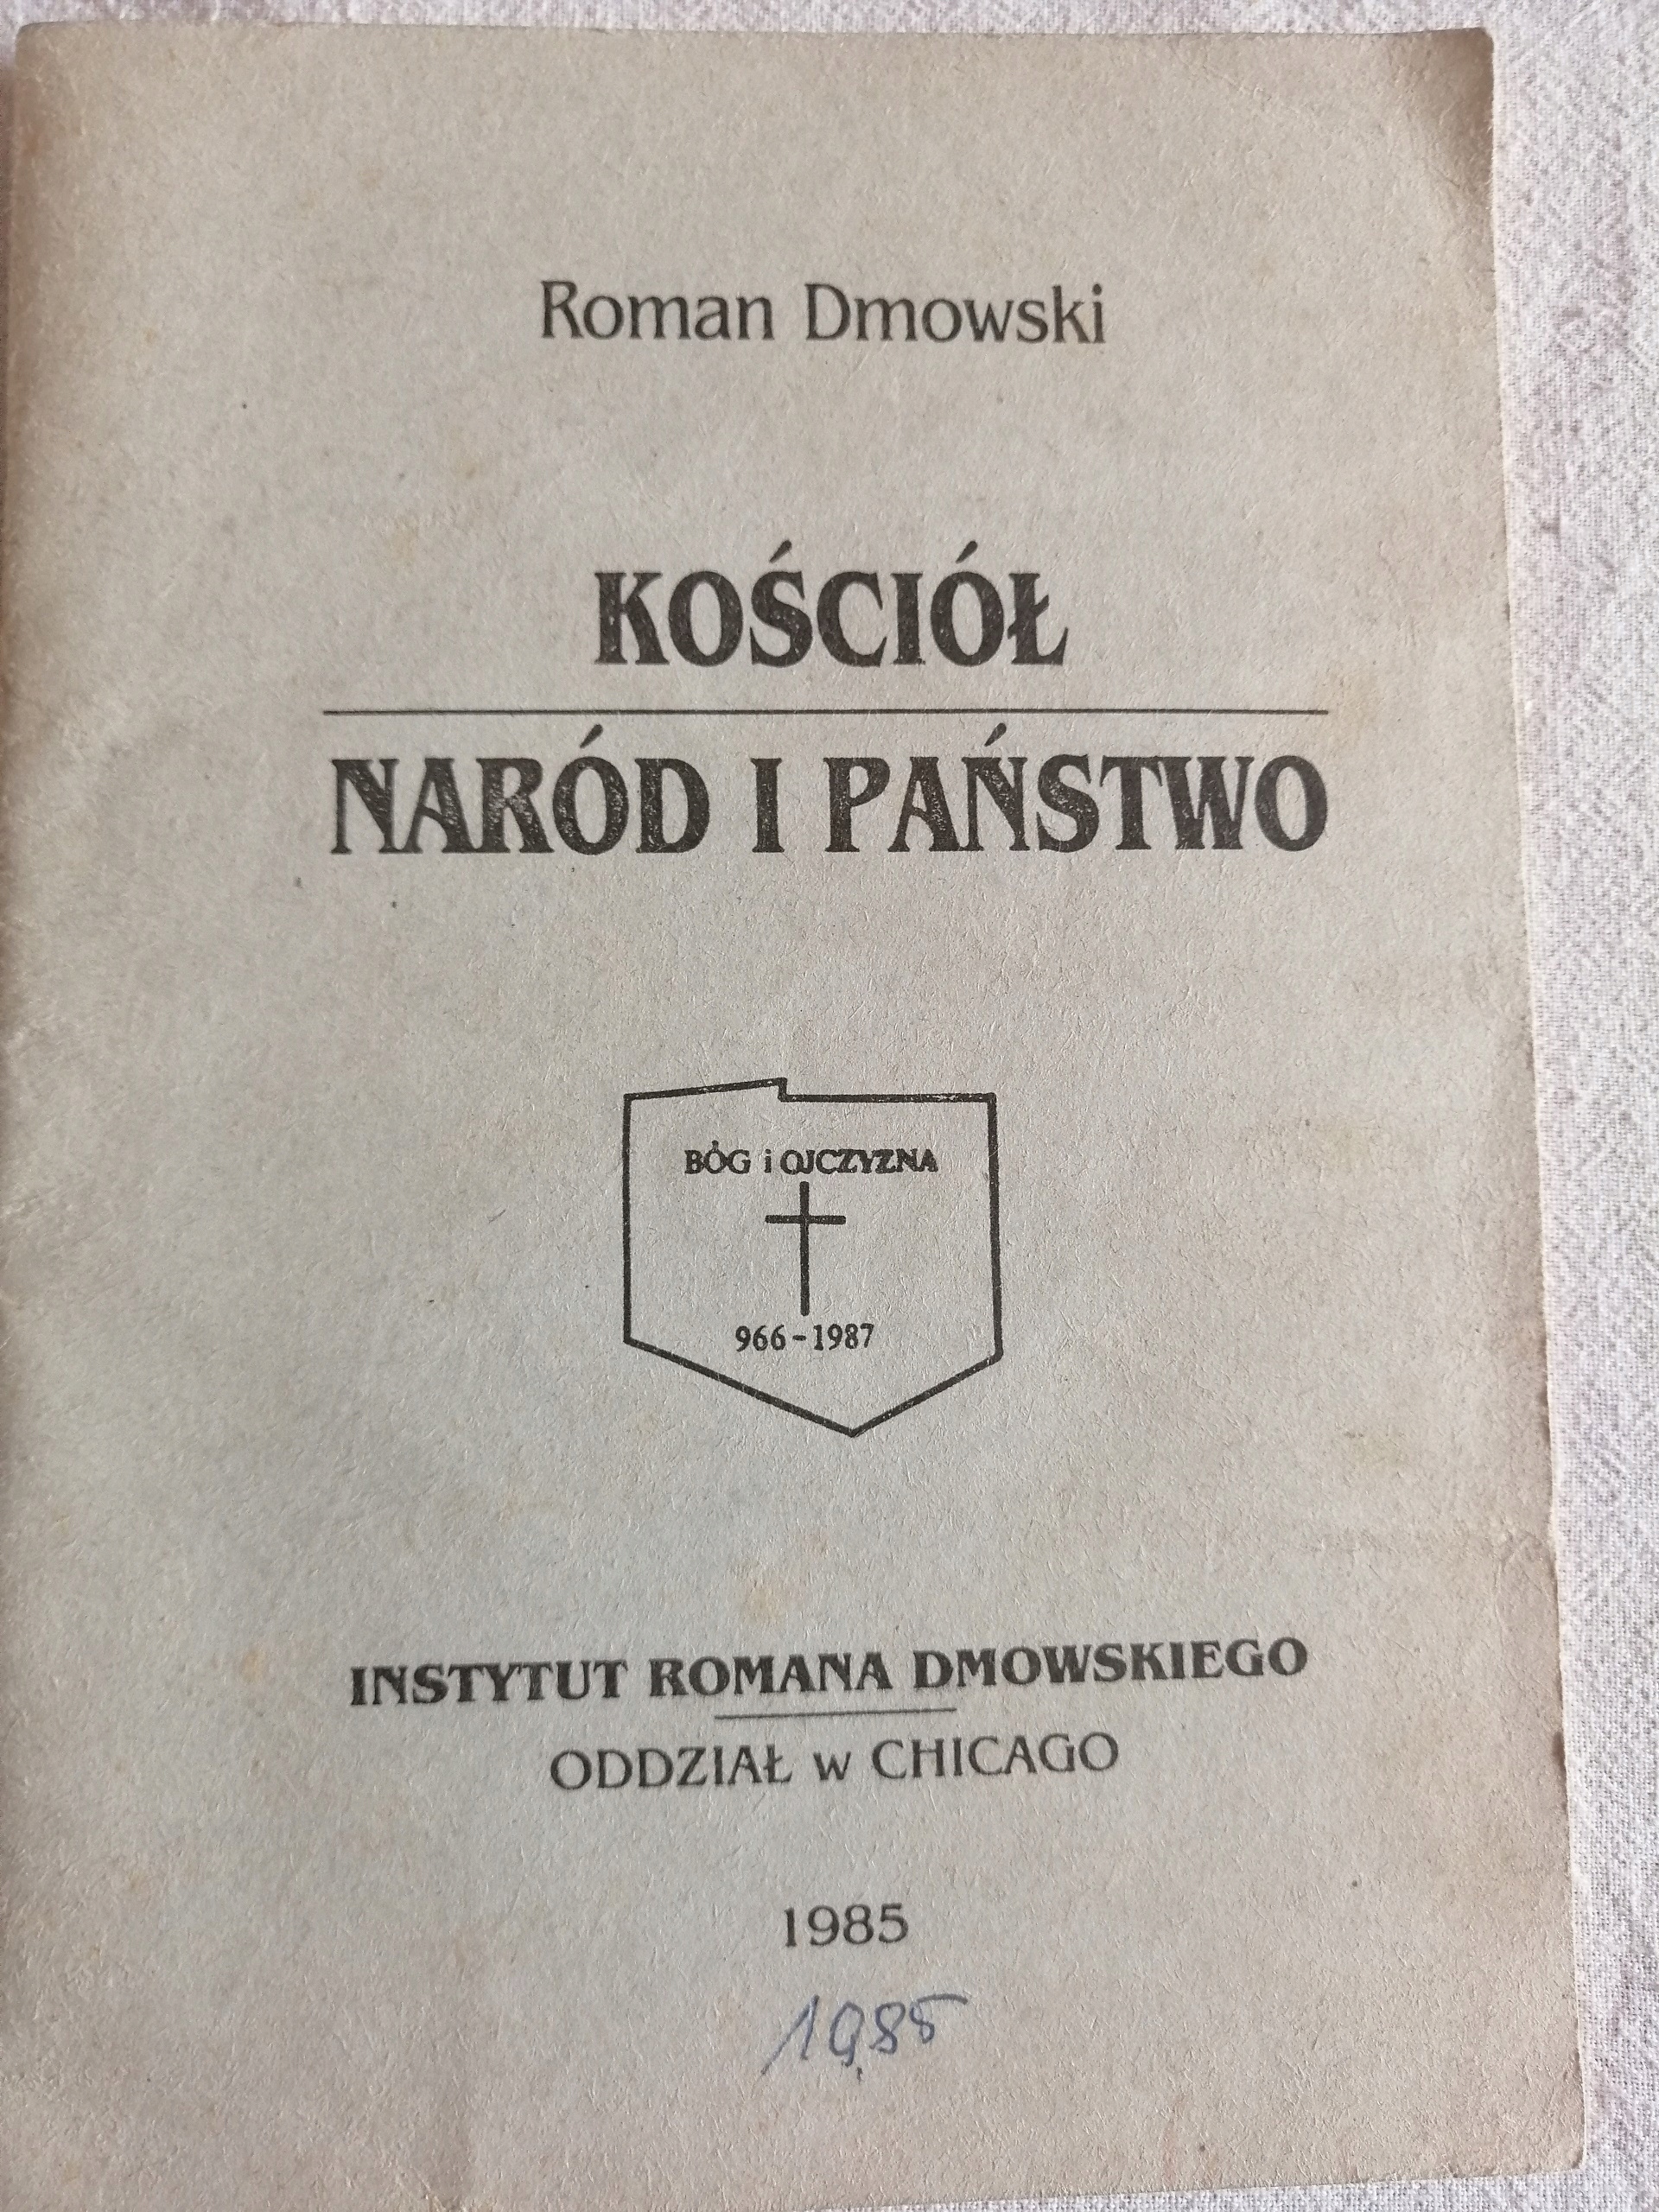 Roman Dmowski
KOŚCIÓŁ
NARÓD I PAŃSTWO
BÓG i OJCZYZNA
966-1987
INSTYTUT ROMANA DMOWSKIEGO
ODDZIAŁ w CHICAGO
1985
1985